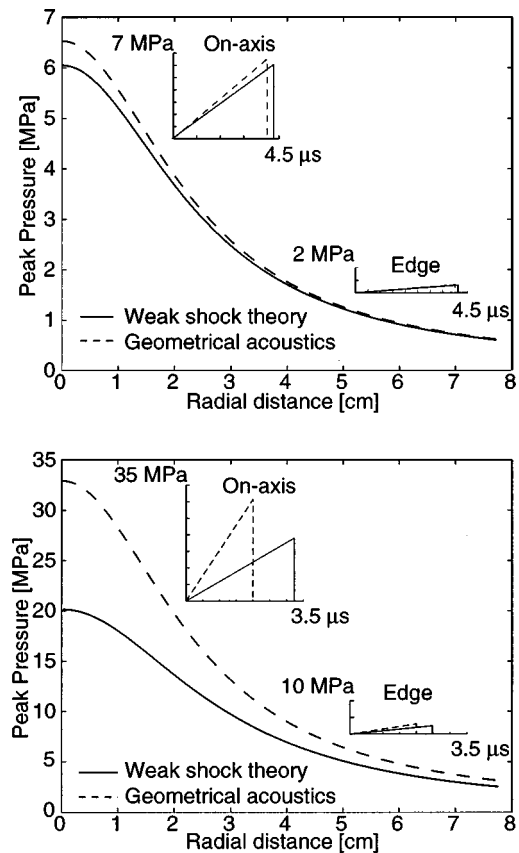 7 MPa On-axis
4.5 μs
2 MPa
Edge
4.5 μs
Weak shock theory
Geometrical acoustics
Peak Pressure [MPa]
7
6
5
4
3
2
1
0
0 1 2 3 4 5 6 7 8
Radial distance [cm]
35 MPa
On-axis
3.5 μs
10 MPa Edge
3.5 μs
Weak shock theory
Geometrical acoustics
Peak Pressure [MPa]
35
30
25
20
15
10
5
0
0 1 2 3 4 5 6 7 8
Radial distance [cm]